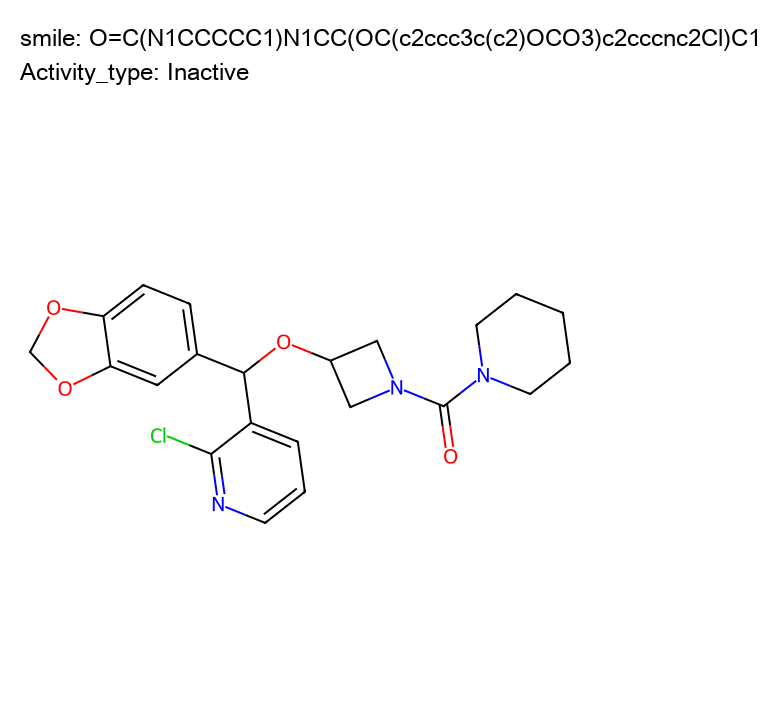 smile: O=C(N1CCCCC1)N1CC(OC(c2ccc3c(c2)OCO3)c2cccnc2Cl)C1
Activity_type: Inactive
O
O
O
N
N
Cl
O
N